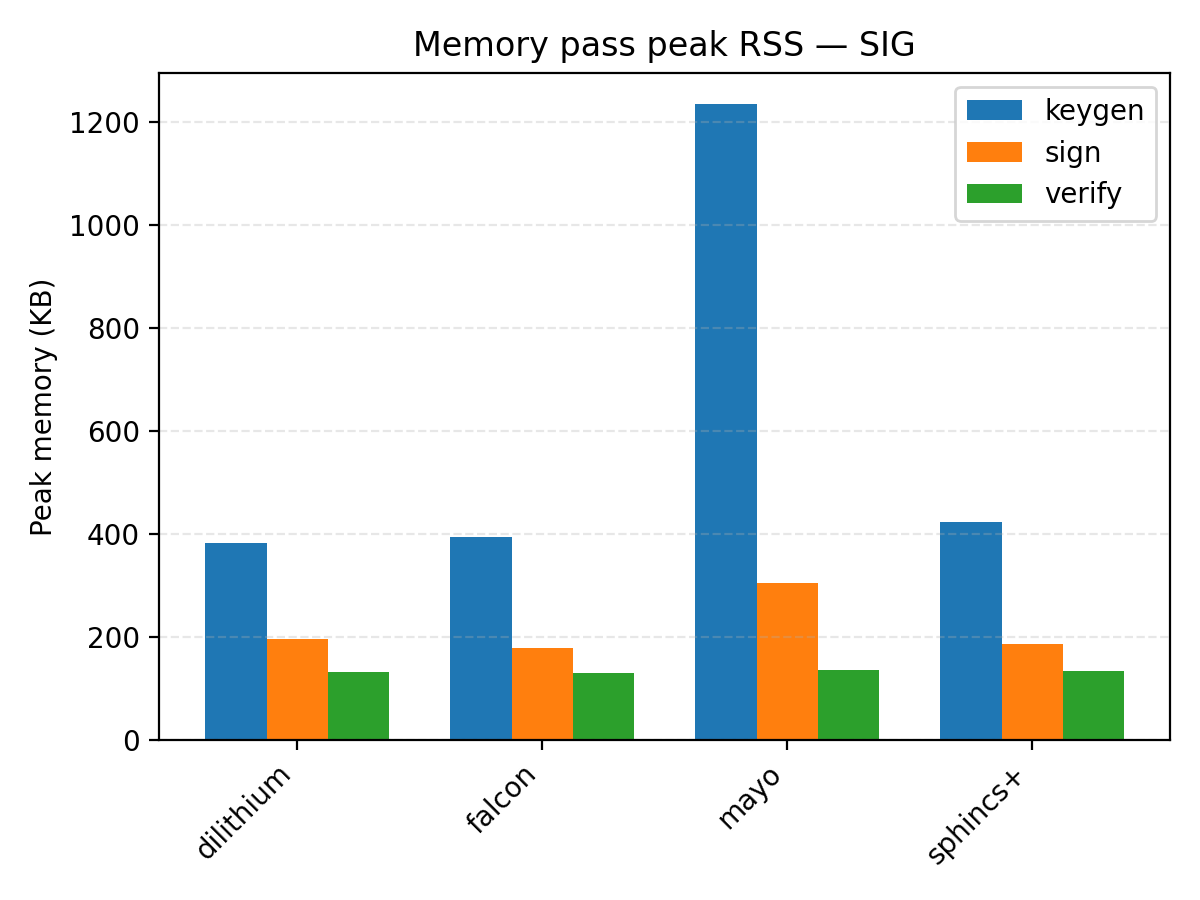 Memory pass peak RSS — SIG
keygen
sign
verify
Peak memory (KB)
1200
1000
800
600
400
200
0
dilithium
falcon
mayo
sphincs+